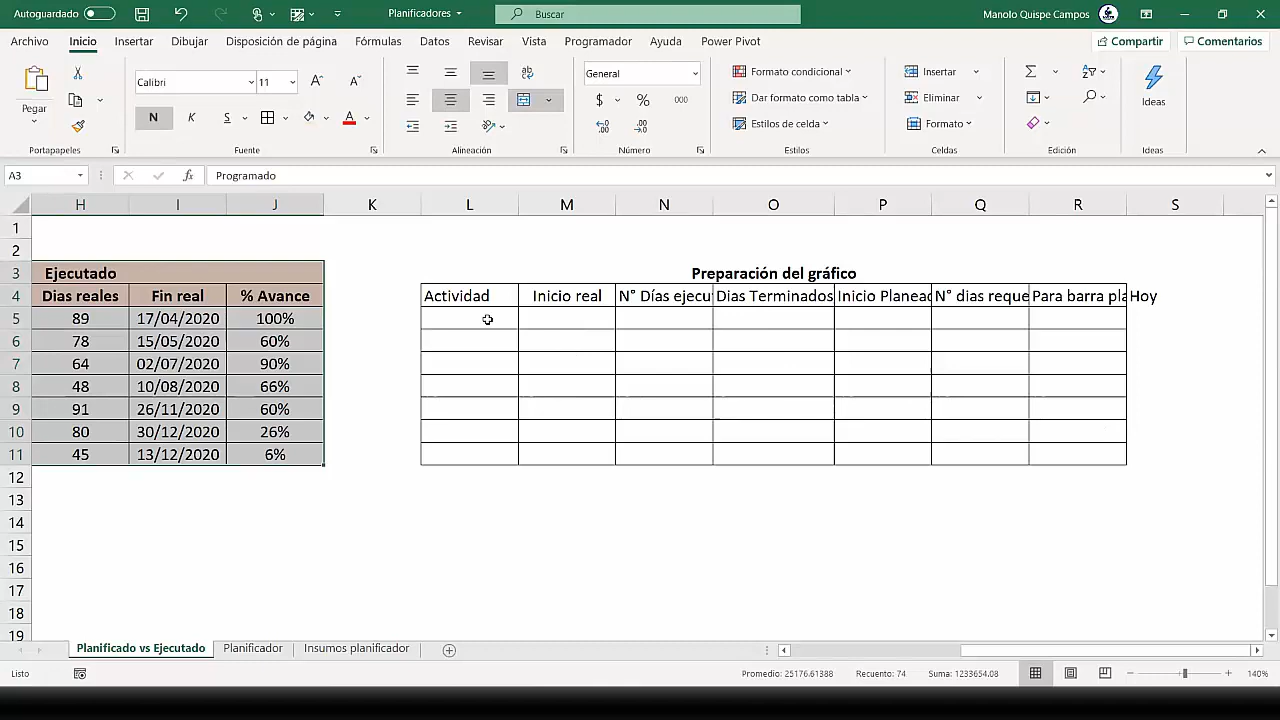 Autoguardado
Planificadores
Buscar
Manolo Quispe Campos
Archivo Inicio Insertar Dibujar Disposición de página Fórmulas Datos Revisar Vista Programador Ayuda Power Pivot
Compartir Comentarios
Pegar
Portapapeles
Calibri 11
N K S A
Fuente
ab
Alineación
General
$ % 000
Número
Formato condicional
Dar formato como tabla
Estilos de celda
Estilos
Insertar
Eliminar
Formato
Celdas
Edición
Ideas
Ideas
A3 fx Programado
H I J K L M N O P Q R S
1
2
3 Ejecutado Preparación del gráfico
4 Dias reales Fin real % Avance Actividad Inicio real N° Días ejecu Dias Terminados Inicio Planead N° dias reque Para barra pla Hoy
5 89 17/04/2020 100%
6 78 15/05/2020 60%
7 64 02/07/2020 90%
8 48 10/08/2020 66%
9 91 26/11/2020 60%
10 80 30/12/2020 26%
11 45 13/12/2020 6%
12
13
14
15
16
17
18
19
Planificado vs Ejecutado Planificador Insumos planificador
Listo Promedio: 25176.61388 Recuento: 74 Suma: 1233654.08 140%